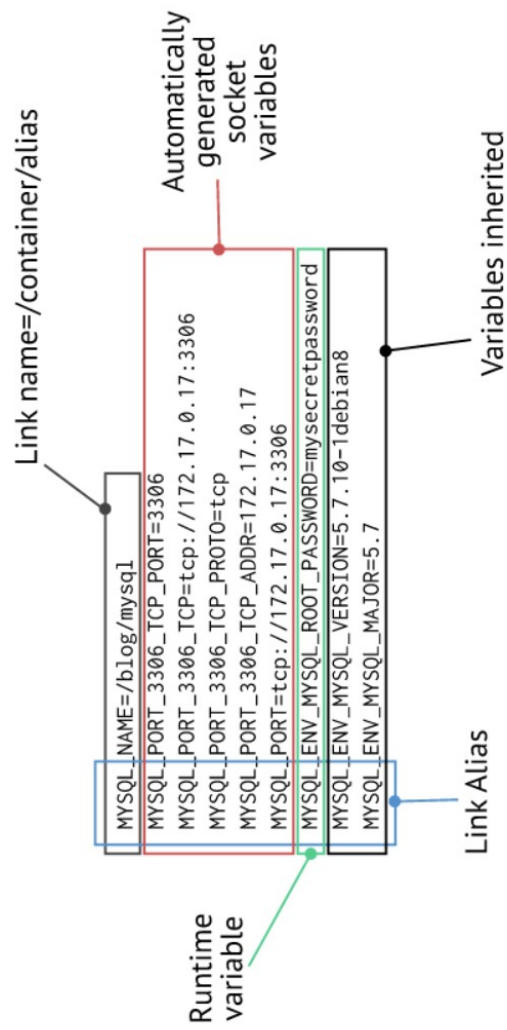 Link name=/container/alias
MYSQL_NAME=/blog/mysql
MYSQL_PORT_3306_TCP_PORT=3306
MYSQL_PORT_3306_TCP=tcp://172.17.0.17:3306
MYSQL_PORT_3306_TCP_PROTO=tcp
MYSQL_PORT_3306_TCP_ADDR=172.17.0.17
MYSQL_PORT=tcp://172.17.0.17:3306
MYSQL_ENV_MYSQL_ROOT_PASSWORD=mysecretpassword
MYSQL_ENV_MYSQL_VERSION=5.7.10-1debian8
MYSQL_ENV_MYSQL_MAJOR=5.7
Automatically
generated
socket
variables
Runtime
variable
Link Alias
Variables inherited